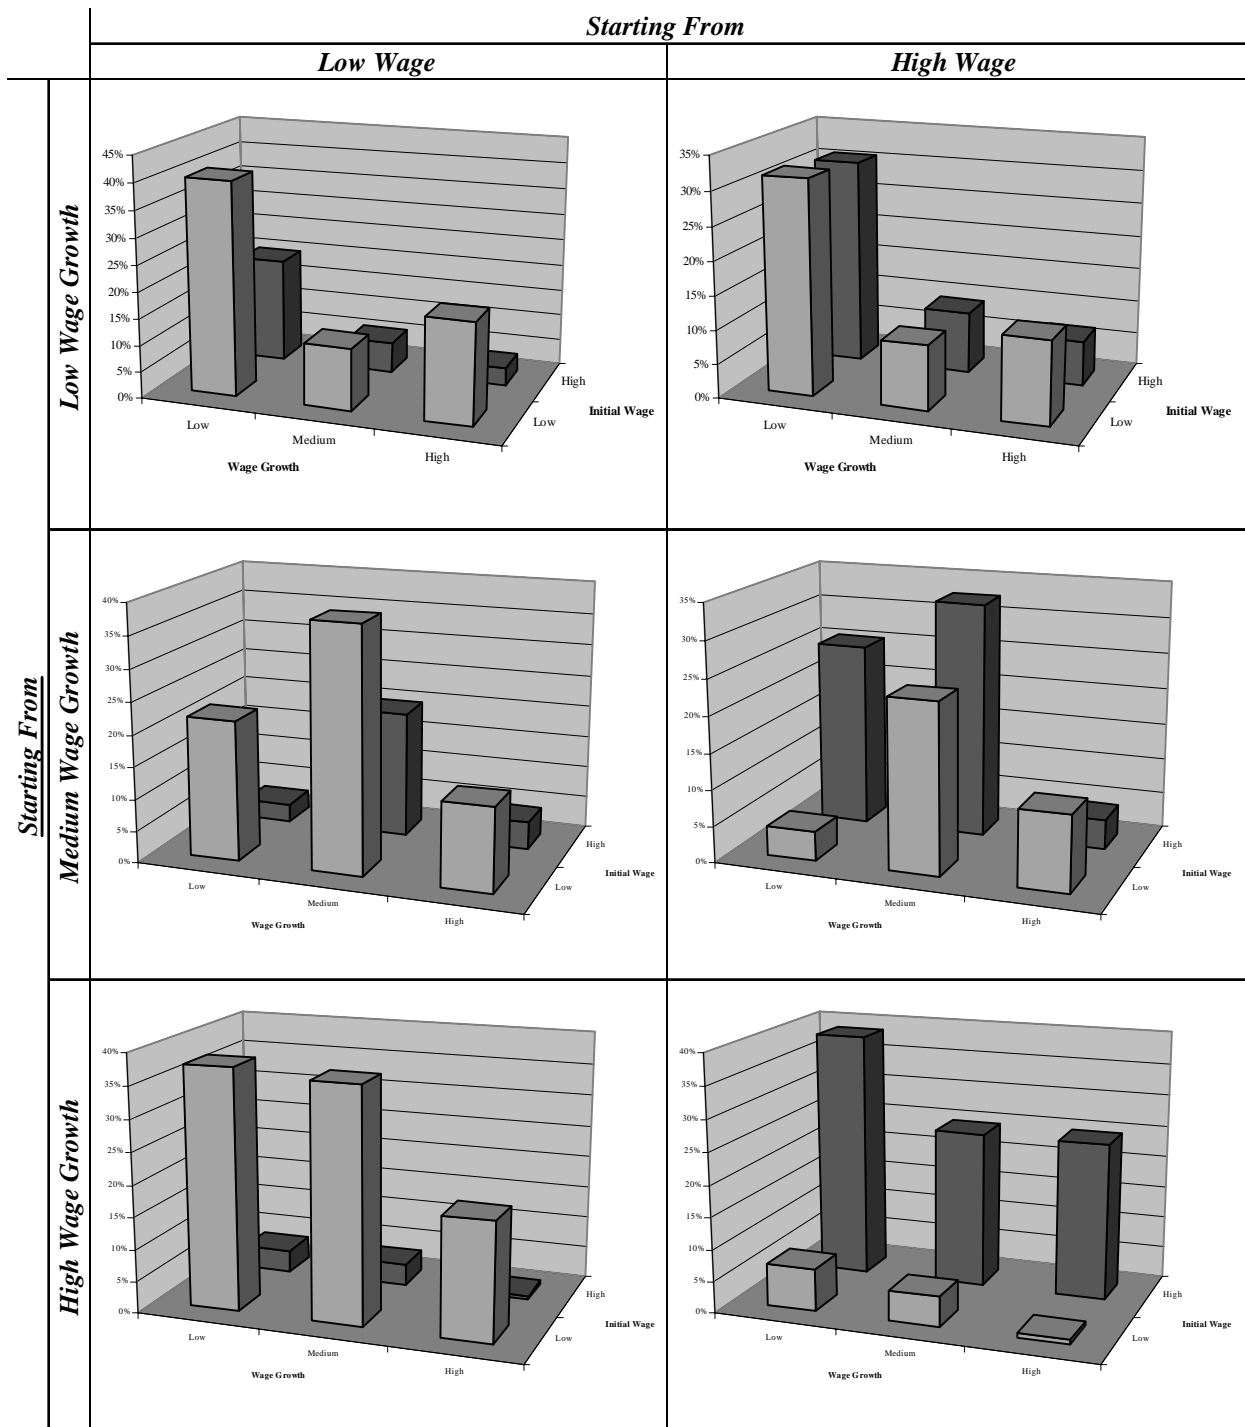 Starting From
Low Wage
High Wage
Starting From
Low Wage Growth
45%
40%
35%
30%
25%
20%
15%
10%
5%
0%
Low
Medium
High
Wage Growth
High
Low
Initial Wage
35%
30%
25%
20%
15%
10%
5%
0%
Low
Medium
High
Wage Growth
High
Low
Initial Wage
Medium Wage Growth
40%
35%
30%
25%
20%
15%
10%
5%
0%
Low
Medium
High
Wage Growth
High
Low
Initial Wage
35%
30%
25%
20%
15%
10%
5%
0%
Low
Medium
High
Wage Growth
High
Low
Initial Wage
High Wage Growth
40%
35%
30%
25%
20%
15%
10%
5%
0%
Low
Medium
High
Wage Growth
High
Low
Initial Wage
40%
35%
30%
25%
20%
15%
10%
5%
0%
Low
Medium
High
Wage Growth
High
Low
Initial Wage